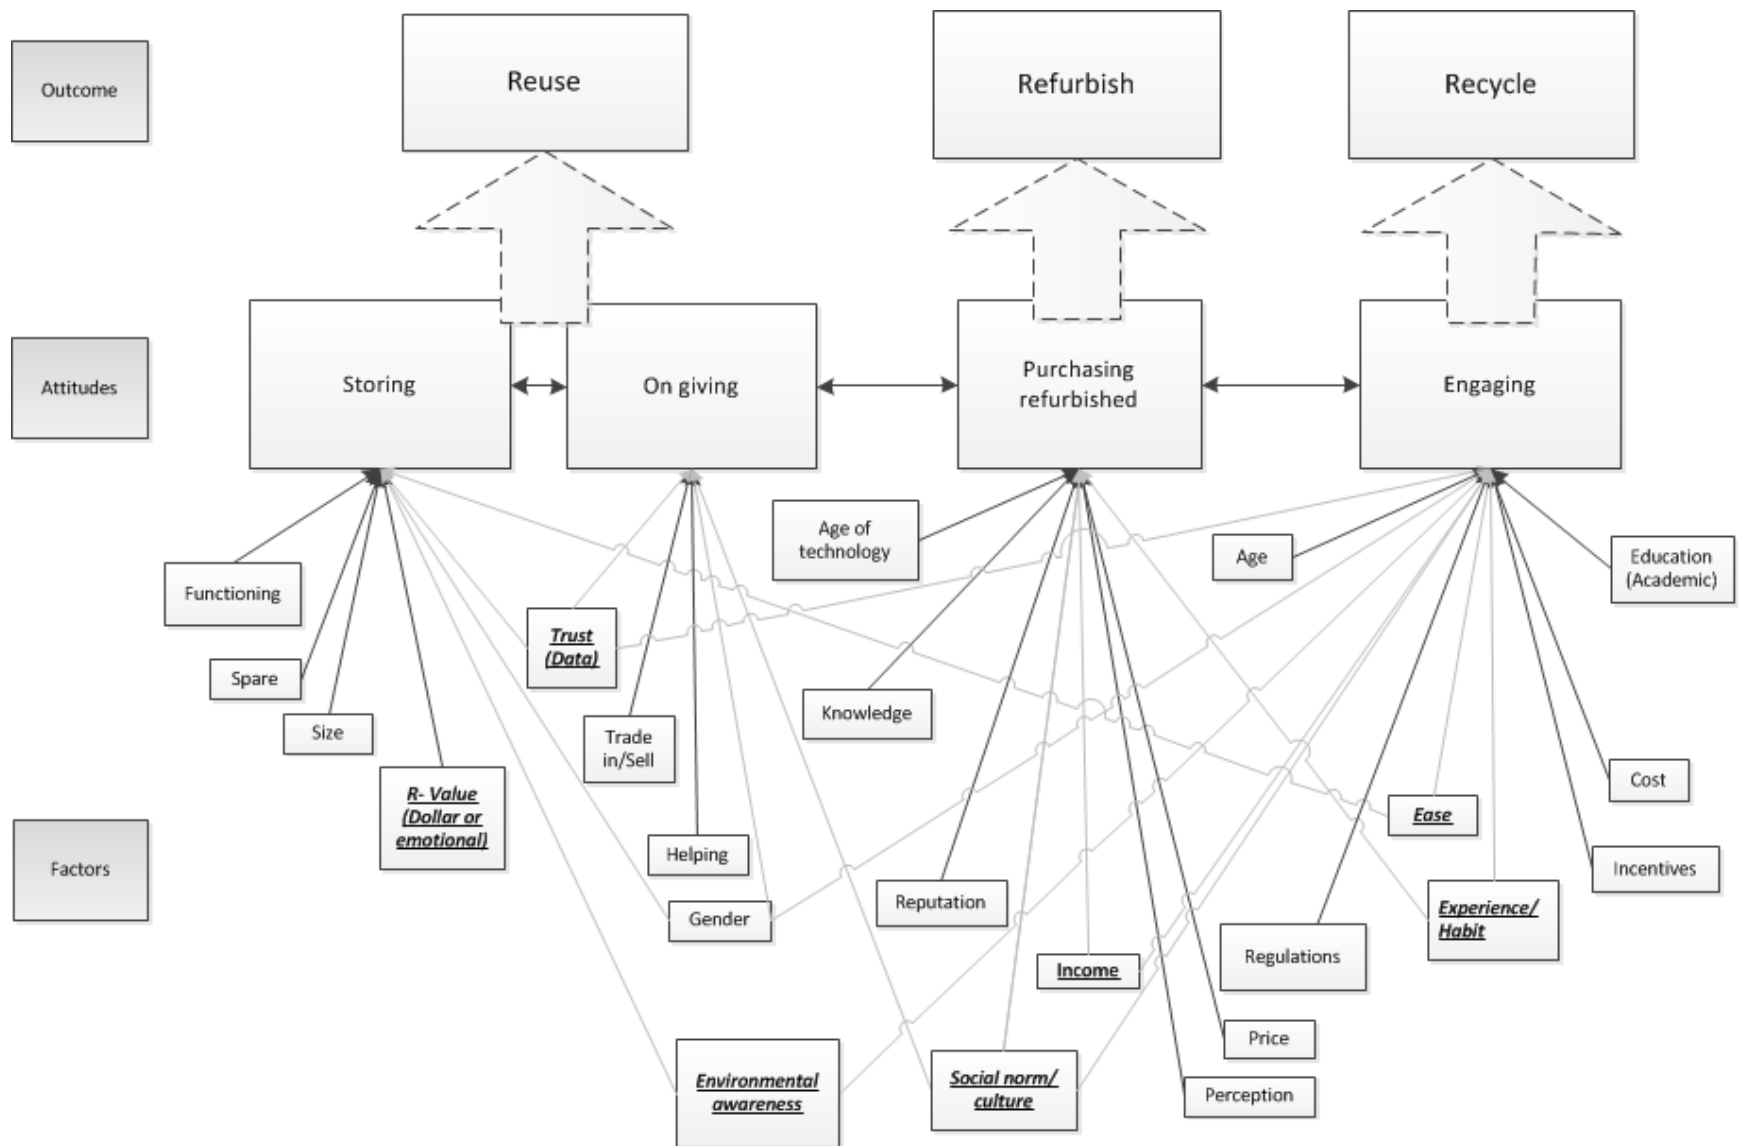 Outcome
Reuse
Refurbish
Recycle
Attitudes
Storing
On giving
Purchasing
refurbished
Engaging
Factors
Functioning
Spare
Size
R- Value
(Dollar or
emotional)
Trust
(Data)
Trade
in/Sell
Helping
Gender
Environmental
awareness
Age of
technology
Knowledge
Reputation
Income
Social norm/
culture
Price
Perception
Age
Regulations
Ease
Experience/
Habit
Education
(Academic)
Cost
Incentives